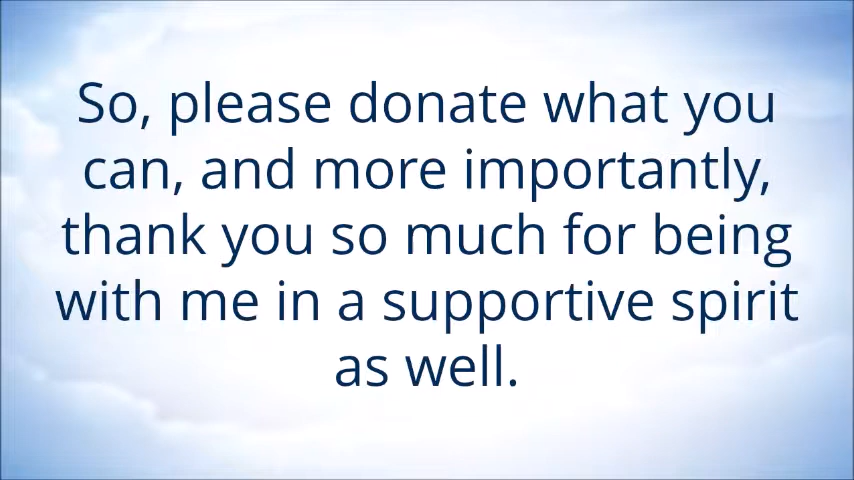 So, please donate what you
can, and more importantly,
thank you so much for being
with me in a supportive spirit
as well.